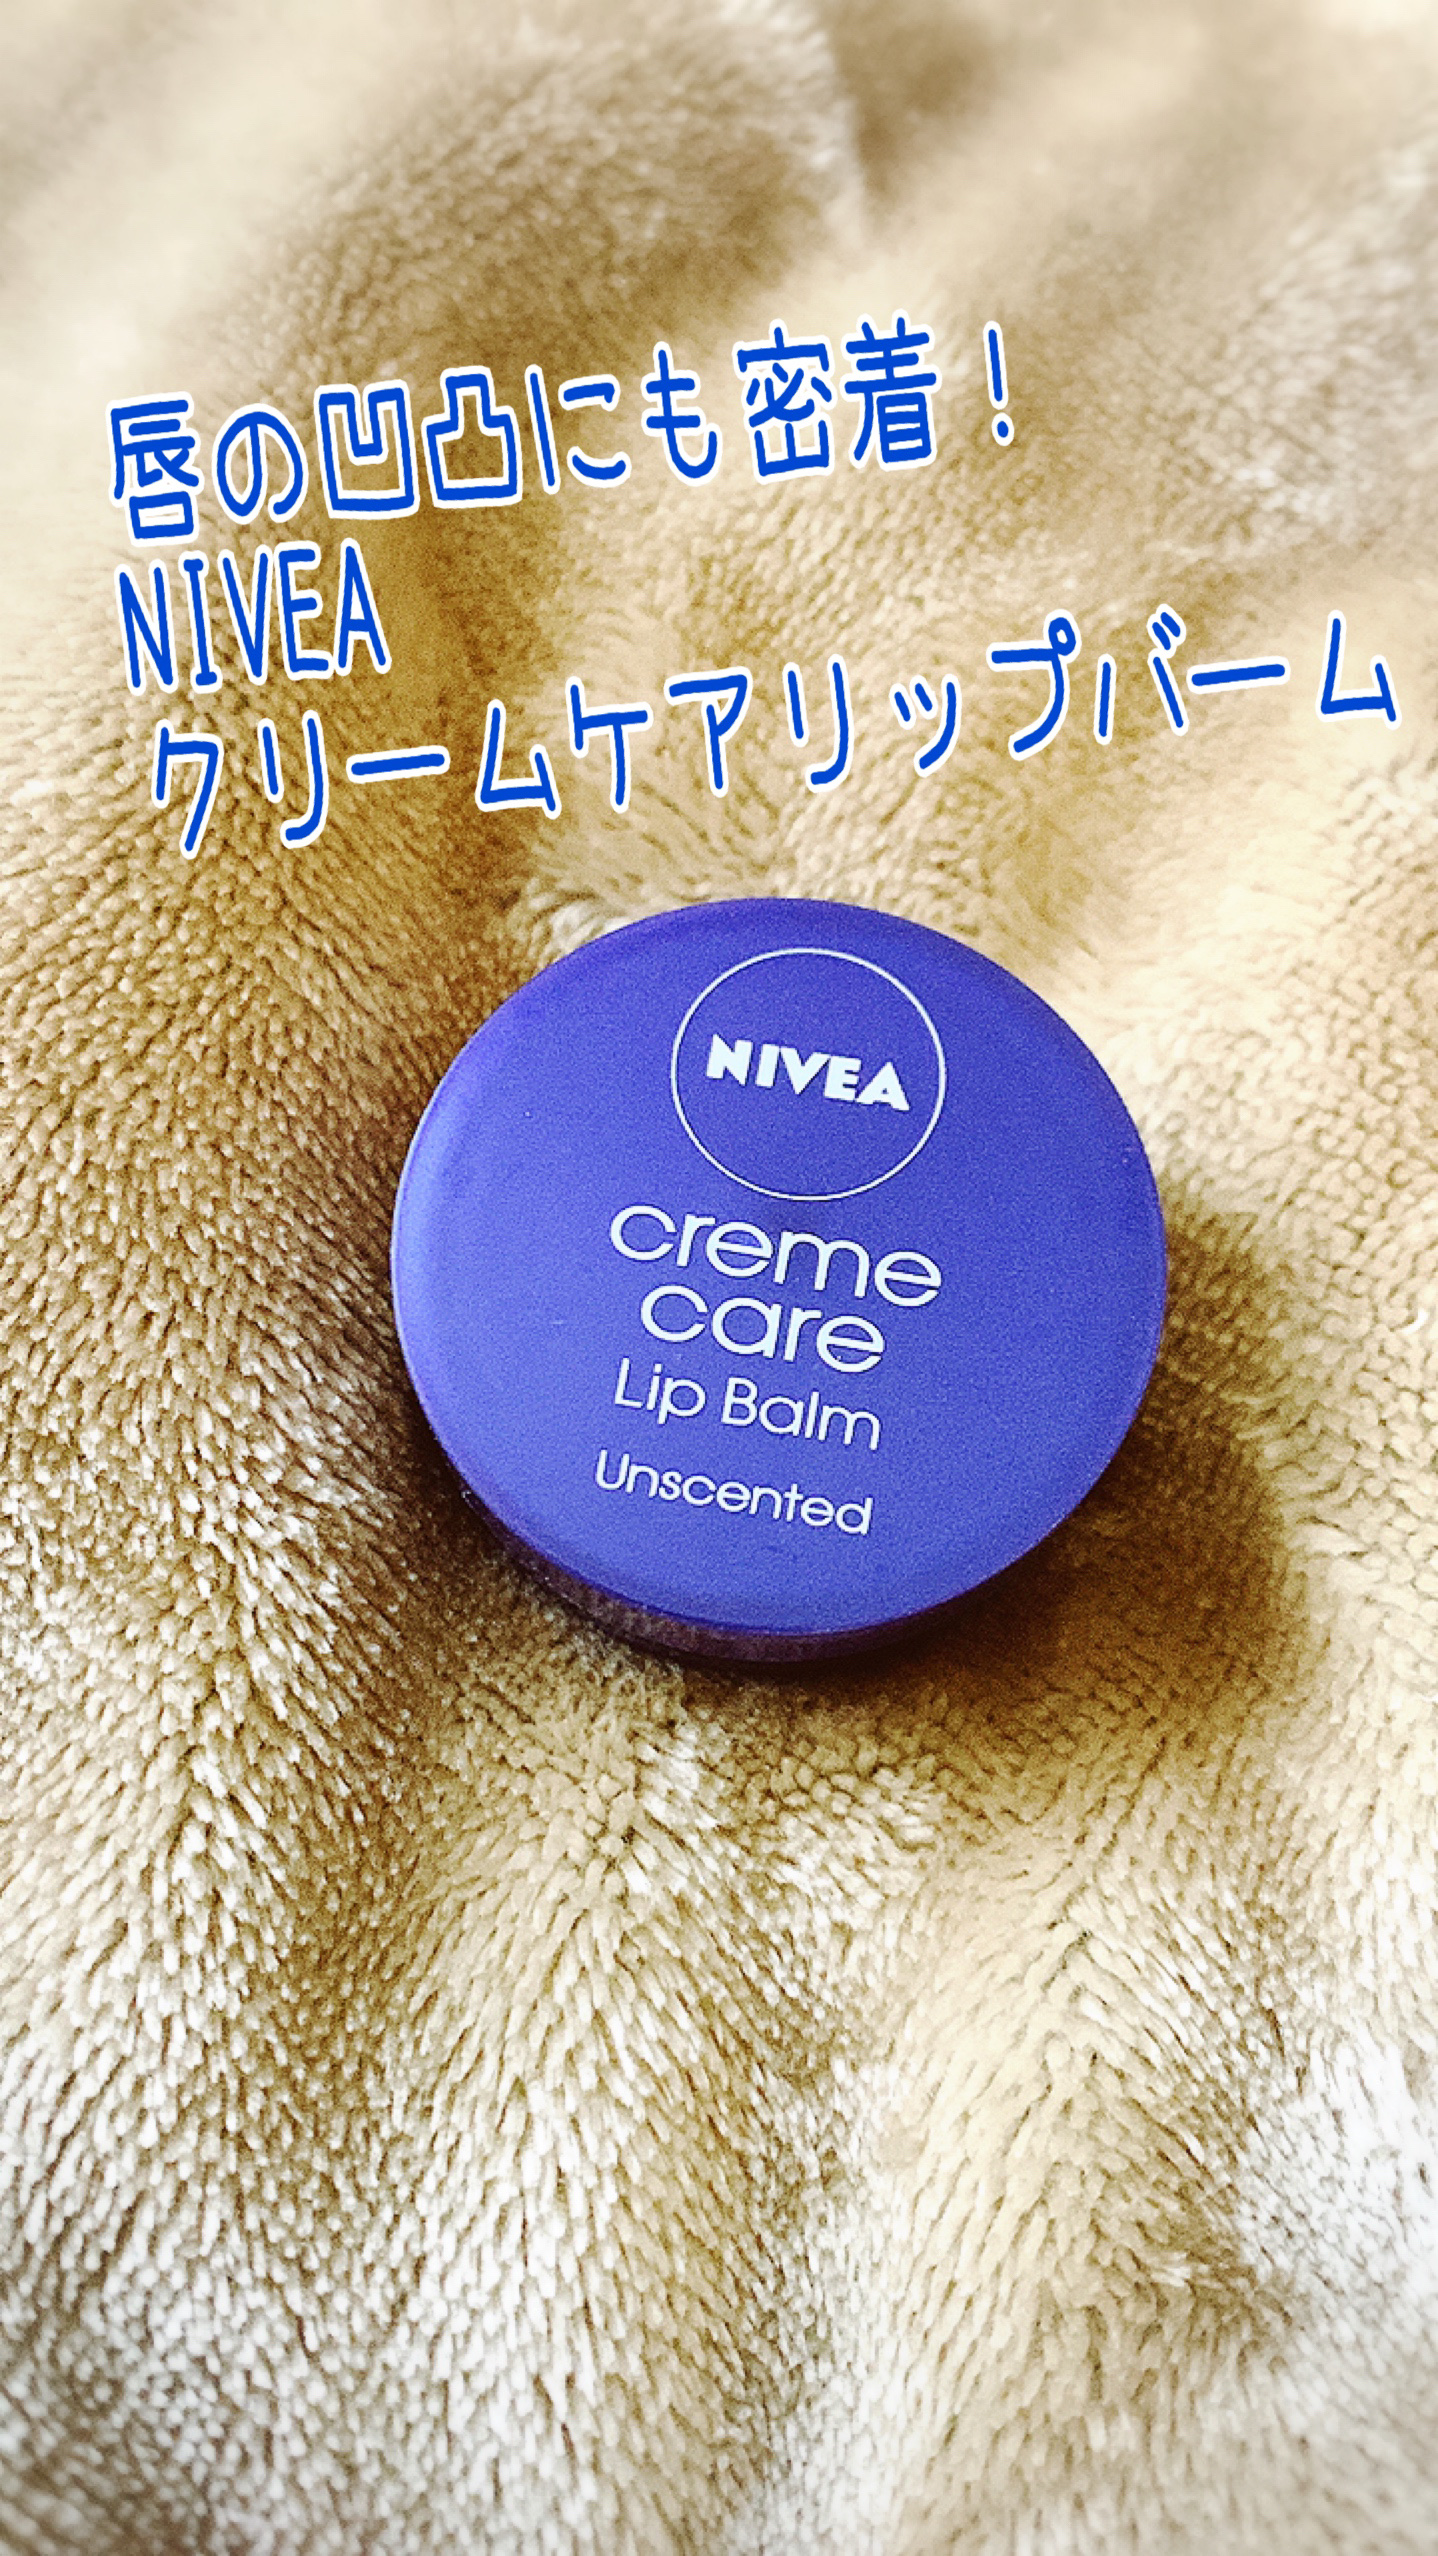 唇の凹凸にも密着！
NIVEA
クリームケアリップバーム
NIVEA
creme
care
Lip Balm
Unscented